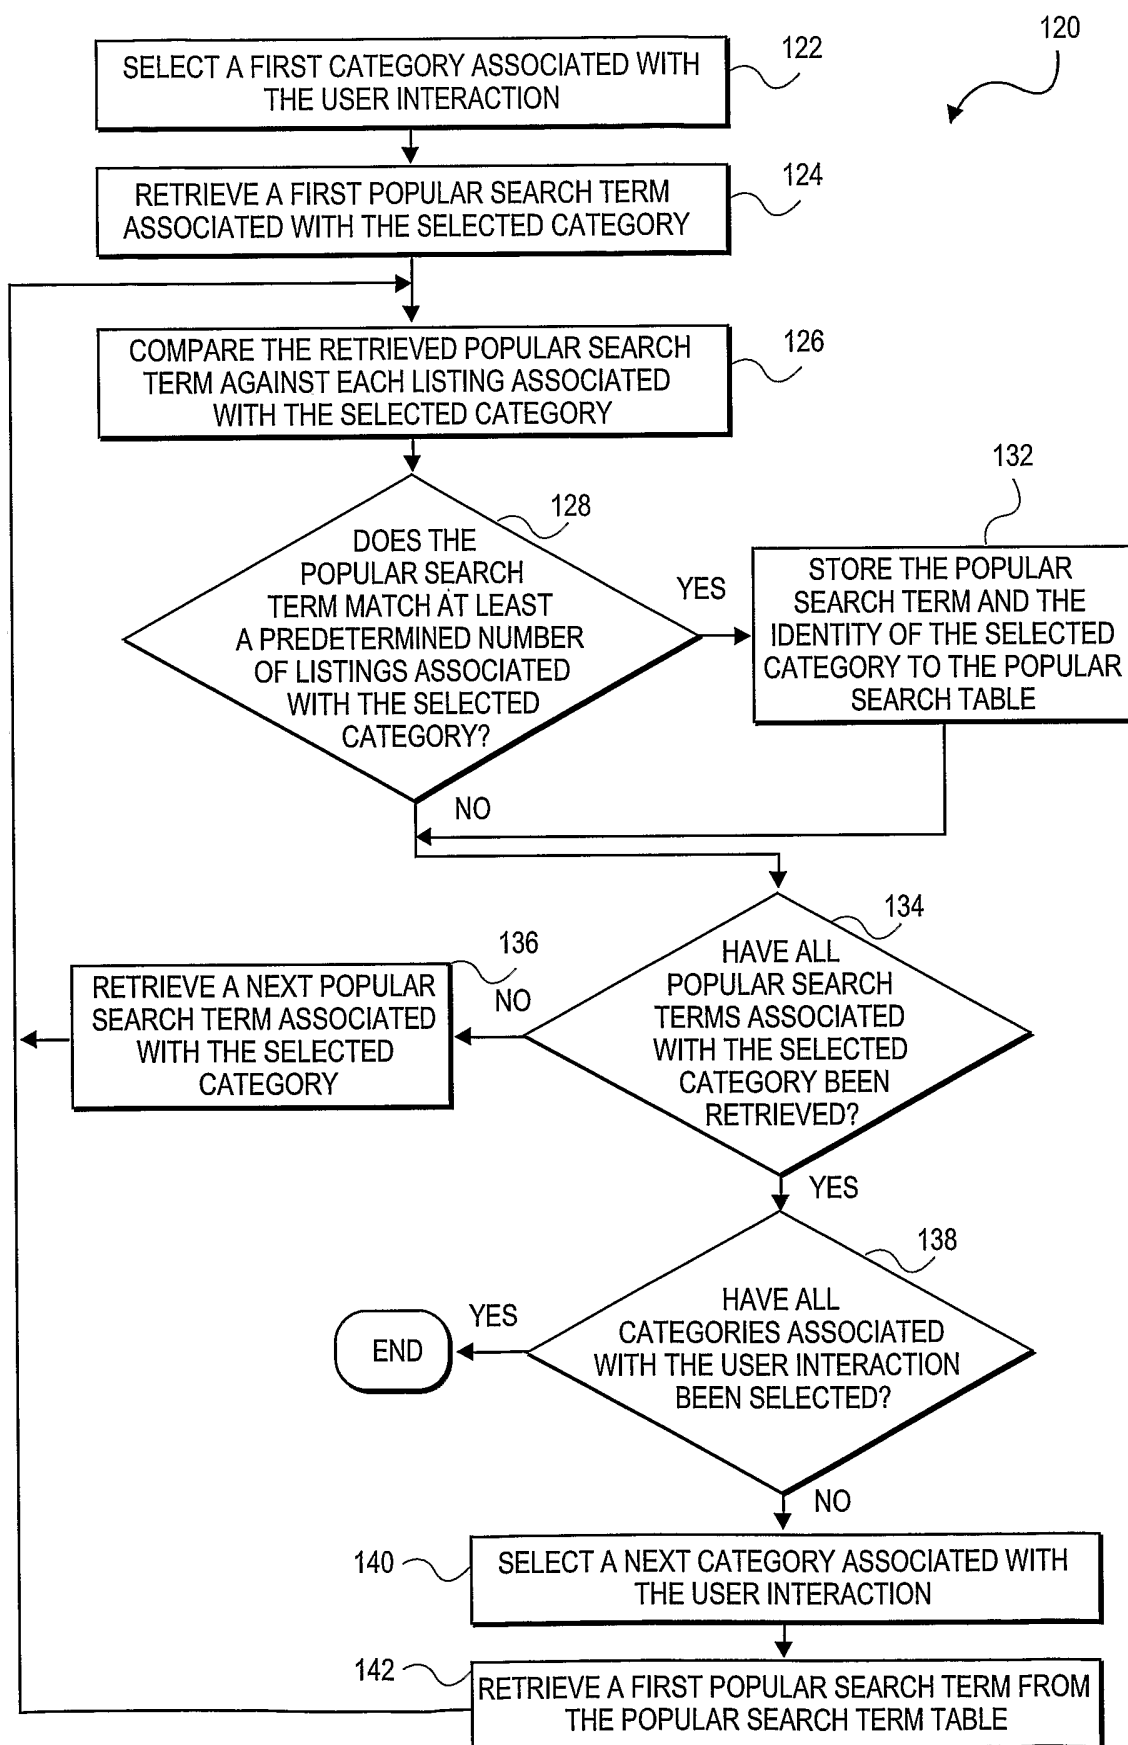 120
SELECT A FIRST CATEGORY ASSOCIATED WITH
THE USER INTERACTION
122
RETRIEVE A FIRST POPULAR SEARCH TERM
ASSOCIATED WITH THE SELECTED CATEGORY
124
COMPARE THE RETRIEVED POPULAR SEARCH
TERM AGAINST EACH LISTING ASSOCIATED
WITH THE SELECTED CATEGORY
126
DOES THE
POPULAR SEARCH
TERM MATCH AT LEAST
A PREDETERMINED NUMBER
OF LISTINGS ASSOCIATED
WITH THE SELECTED
CATEGORY?
128
YES
132
STORE THE POPULAR
SEARCH TERM AND THE
IDENTITY OF THE SELECTED
CATEGORY TO THE POPULAR
SEARCH TABLE
NO
134
HAVE ALL
POPULAR SEARCH
TERMS ASSOCIATED
WITH THE SELECTED
CATEGORY BEEN
RETRIEVED?
NO
136
RETRIEVE A NEXT POPULAR
SEARCH TERM ASSOCIATED
WITH THE SELECTED
CATEGORY
YES
138
HAVE ALL
CATEGORIES ASSOCIATED
WITH THE USER INTERACTION
BEEN SELECTED?
YES
END
NO
140
SELECT A NEXT CATEGORY ASSOCIATED WITH
THE USER INTERACTION
142
RETRIEVE A FIRST POPULAR SEARCH TERM FROM
THE POPULAR SEARCH TERM TABLE